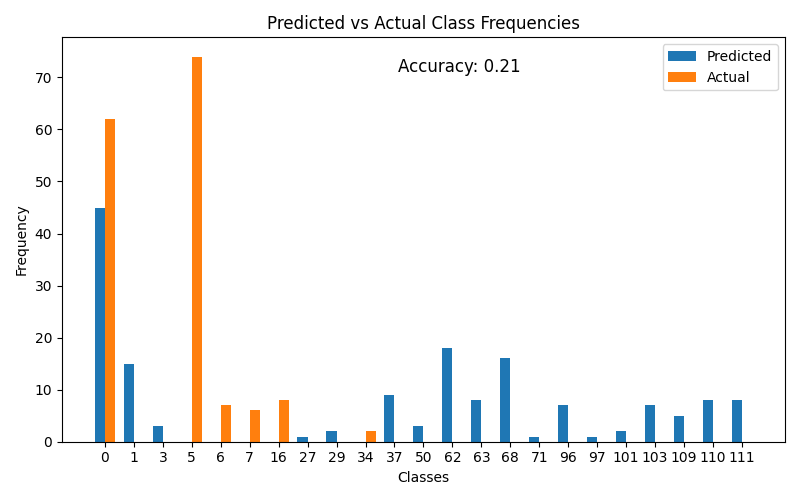 Predicted vs Actual Class Frequencies
Accuracy: 0.21
Predicted
Actual
Frequency
70
60
50
40
30
20
10
0
0 1 3 5 6 7 16 27 29 34 37 50 62 63 68 71 96 97 101 103 109 110 111
Classes